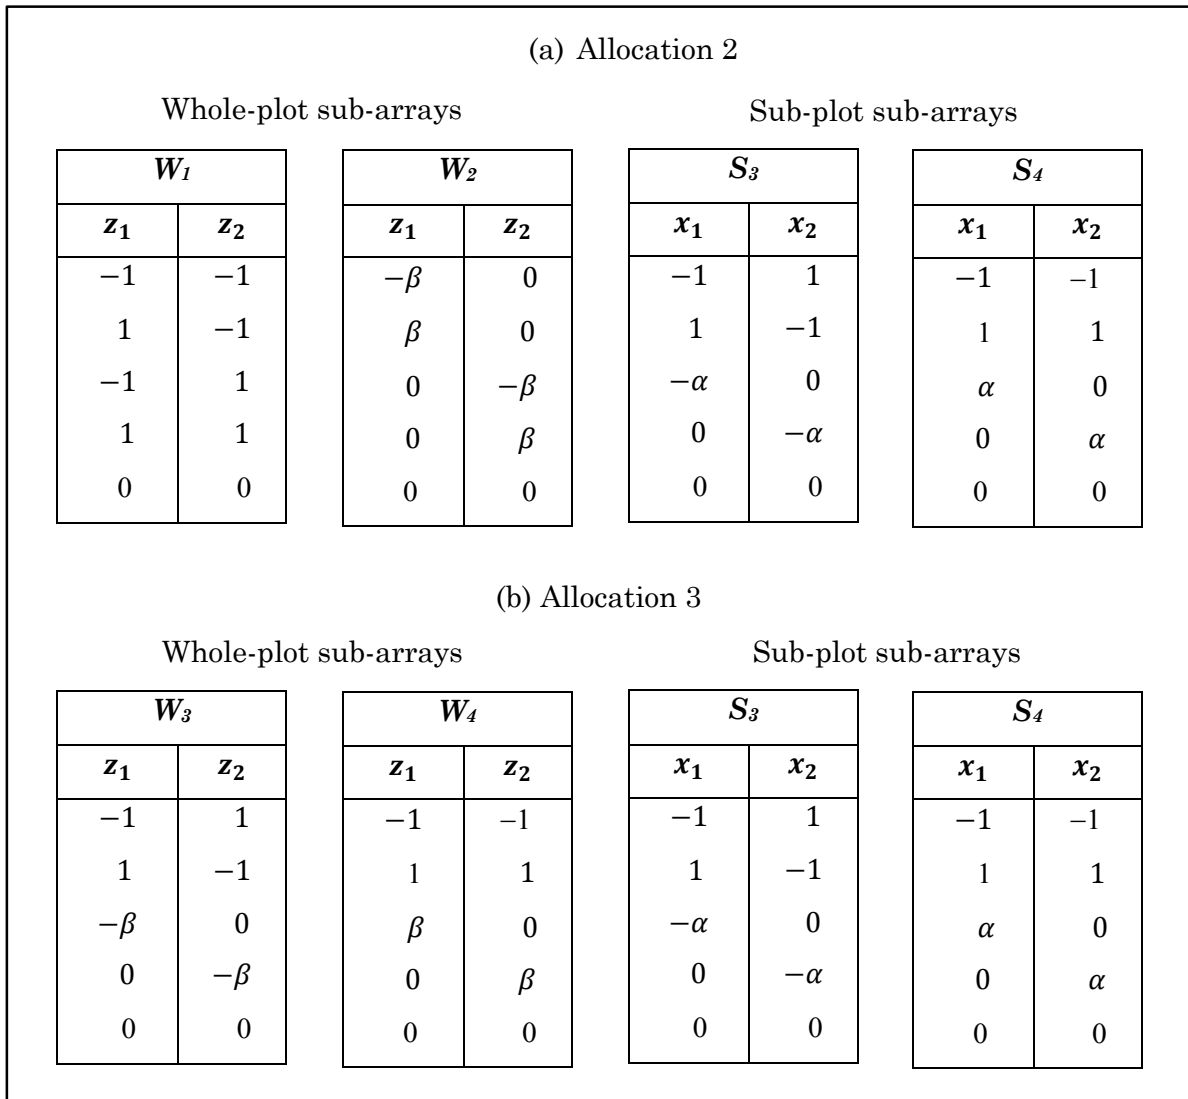 (a) Allocation 2
Whole-plot sub-arrays Sub-plot sub-arrays
W₁ W₂ S₃ S₄
z₁ z₂ z₁ z₂ x₁ x₂ x₁ x₂
−1 −1 −β 0 −1 1 −1 −1
1 −1 β 0 1 −1 1 1
−1 1 0 −β −α 0 α 0
1 1 0 β 0 −α 0 α
0 0 0 0 0 0 0 0
(b) Allocation 3
Whole-plot sub-arrays Sub-plot sub-arrays
W₃ W₄ S₃ S₄
z₁ z₂ z₁ z₂ x₁ x₂ x₁ x₂
−1 1 −1 −1 −1 1 −1 −1
1 −1 1 1 1 −1 1 1
−β 0 β 0 −α 0 α 0
0 −β 0 β 0 −α 0 α
0 0 0 0 0 0 0 0